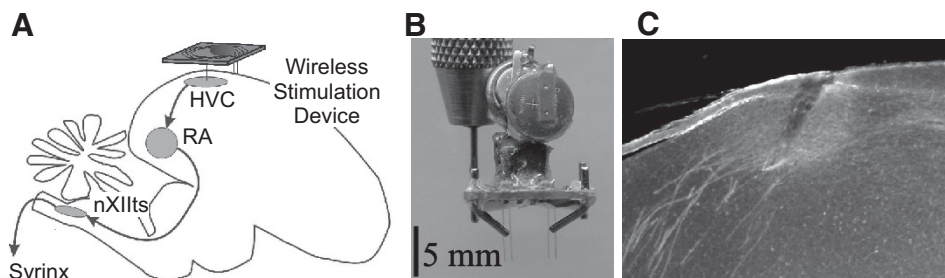 A
B
C
Wireless
Stimulation
Device
HVC
RA
nXIIts
Syrinx
5 mm